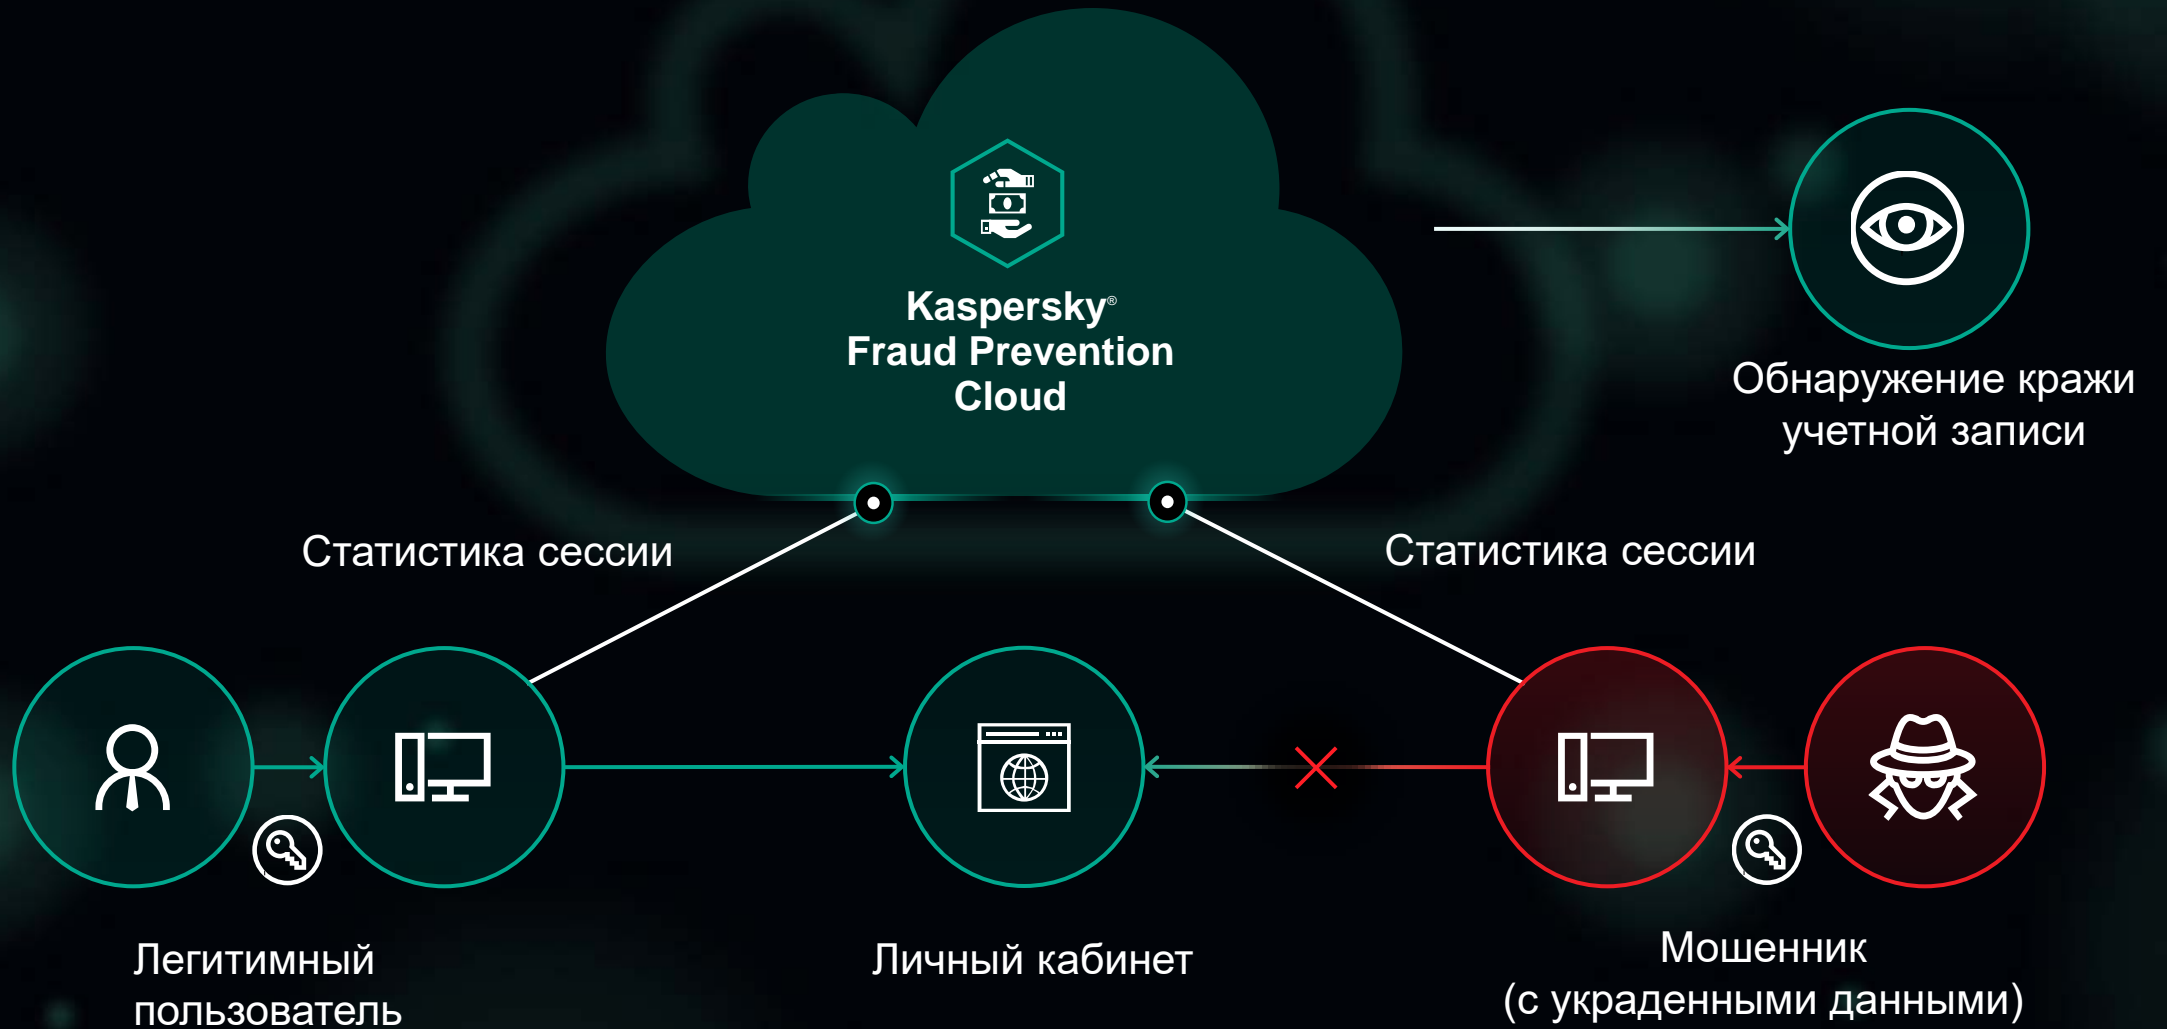 Kaspersky®
Fraud Prevention
Cloud
Обнаружение кражи
учетной записи
Статистика сессии
Статистика сессии
Легитимный
пользователь
Личный кабинет
Мошенник
(с украденными данными)